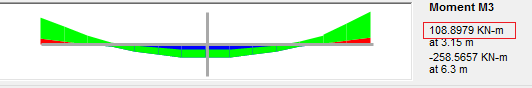 Moment M3
108.8979 KN-m
at 3.15 m
-258.5657 KN-m
at 6.3 m